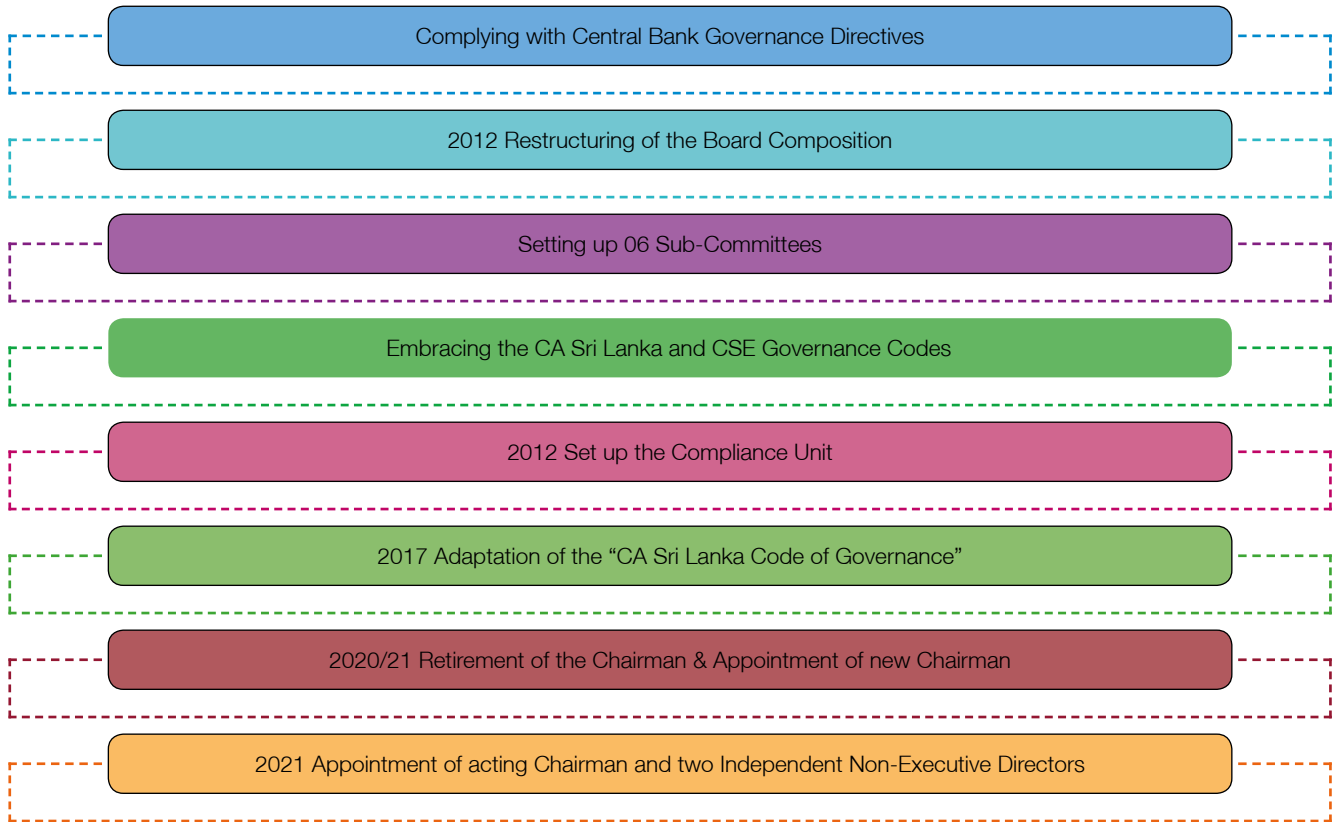 Complying with Central Bank Governance Directives
2012 Restructuring of the Board Composition
Setting up 06 Sub-Committees
Embracing the CA Sri Lanka and CSE Governance Codes
2012 Set up the Compliance Unit
2017 Adaptation of the “CA Sri Lanka Code of Governance”
2020/21 Retirement of the Chairman & Appointment of new Chairman
2021 Appointment of acting Chairman and two Independent Non-Executive Directors